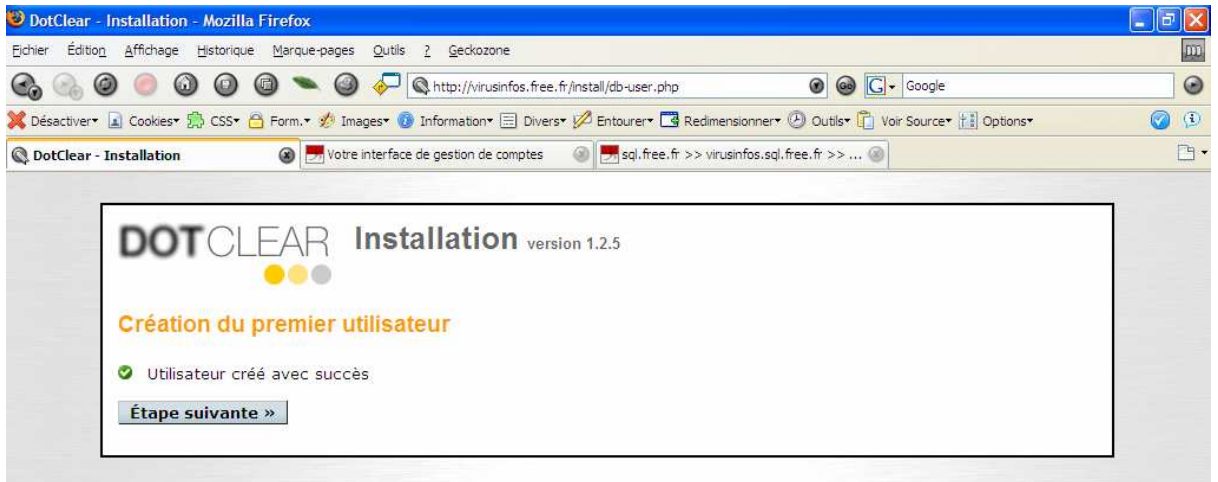 DotClear - Installation - Mozilla Firefox
Fichier Édition Affichage Historique Marque-pages Outils ? Geckozone
http://virusinfos.free.fr/install/db-user.php Go G Google
Désactiver Cookies CSS Form. Images Information Divers Entourer Redimensionner Outils Voir Source Options
DotClear - Installation Votre interface de gestion de comptes sql.free.fr >> virusinfos.sql.free.fr >> ...
DOTCLEAR Installation version 1.2.5
Création du premier utilisateur
Utilisateur créé avec succès
Étape suivante »